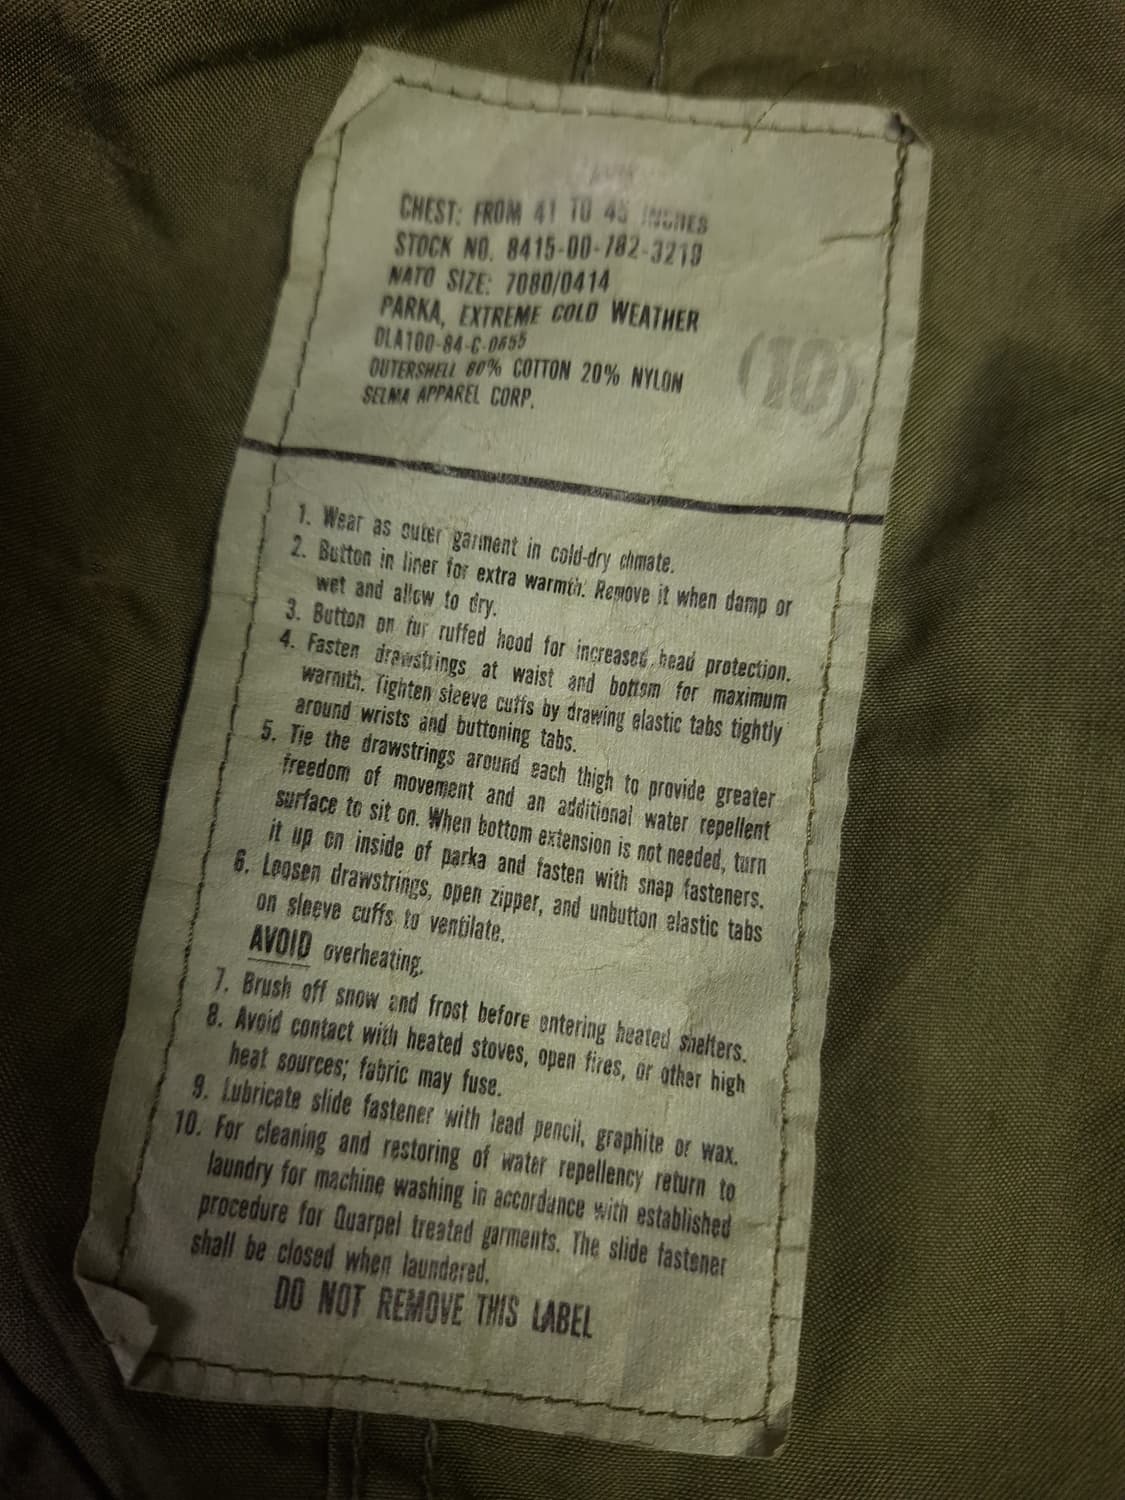 CHEST: FROM 41 TO 45 INCHES
STOCK NO. 8415-00-782-3219
NATO SIZE: 7080/0414
PARKA, EXTREME COLD WEATHER
DLA100-84-C-0655
OUTERSHELL 80% COTTON 20% NYLON
SELMA APPAREL CORP.
(10)
1. Wear as outer garment in cold-dry climate.
2. Button in liner for extra warmth. Remove it when damp or
wet and allow to dry.
3. Button on fur ruffed hood for increased head protection.
4. Fasten drawstrings at waist and bottom for maximum
warmth. Tighten sleeve cuffs by drawing elastic tabs tightly
around wrists and buttoning tabs.
5. Tie the drawstrings around each thigh to provide greater
freedom of movement and an additional water repellent
surface to sit on. When bottom extension is not needed, turn
it up on inside of parka and fasten with snap fasteners.
6. Loosen drawstrings, open zipper, and unbutton elastic tabs
on sleeve cuffs to ventilate.
AVOID overheating.
7. Brush off snow and frost before entering heated shelters.
8. Avoid contact with heated stoves, open fires, or other high
heat sources; fabric may fuse.
9. Lubricate slide fastener with lead pencil, graphite or wax.
10. For cleaning and restoring of water repellency return to
laundry for machine washing in accordance with established
procedure for Quarpel treated garments. The slide fastener
shall be closed when laundered.
DO NOT REMOVE THIS LABEL